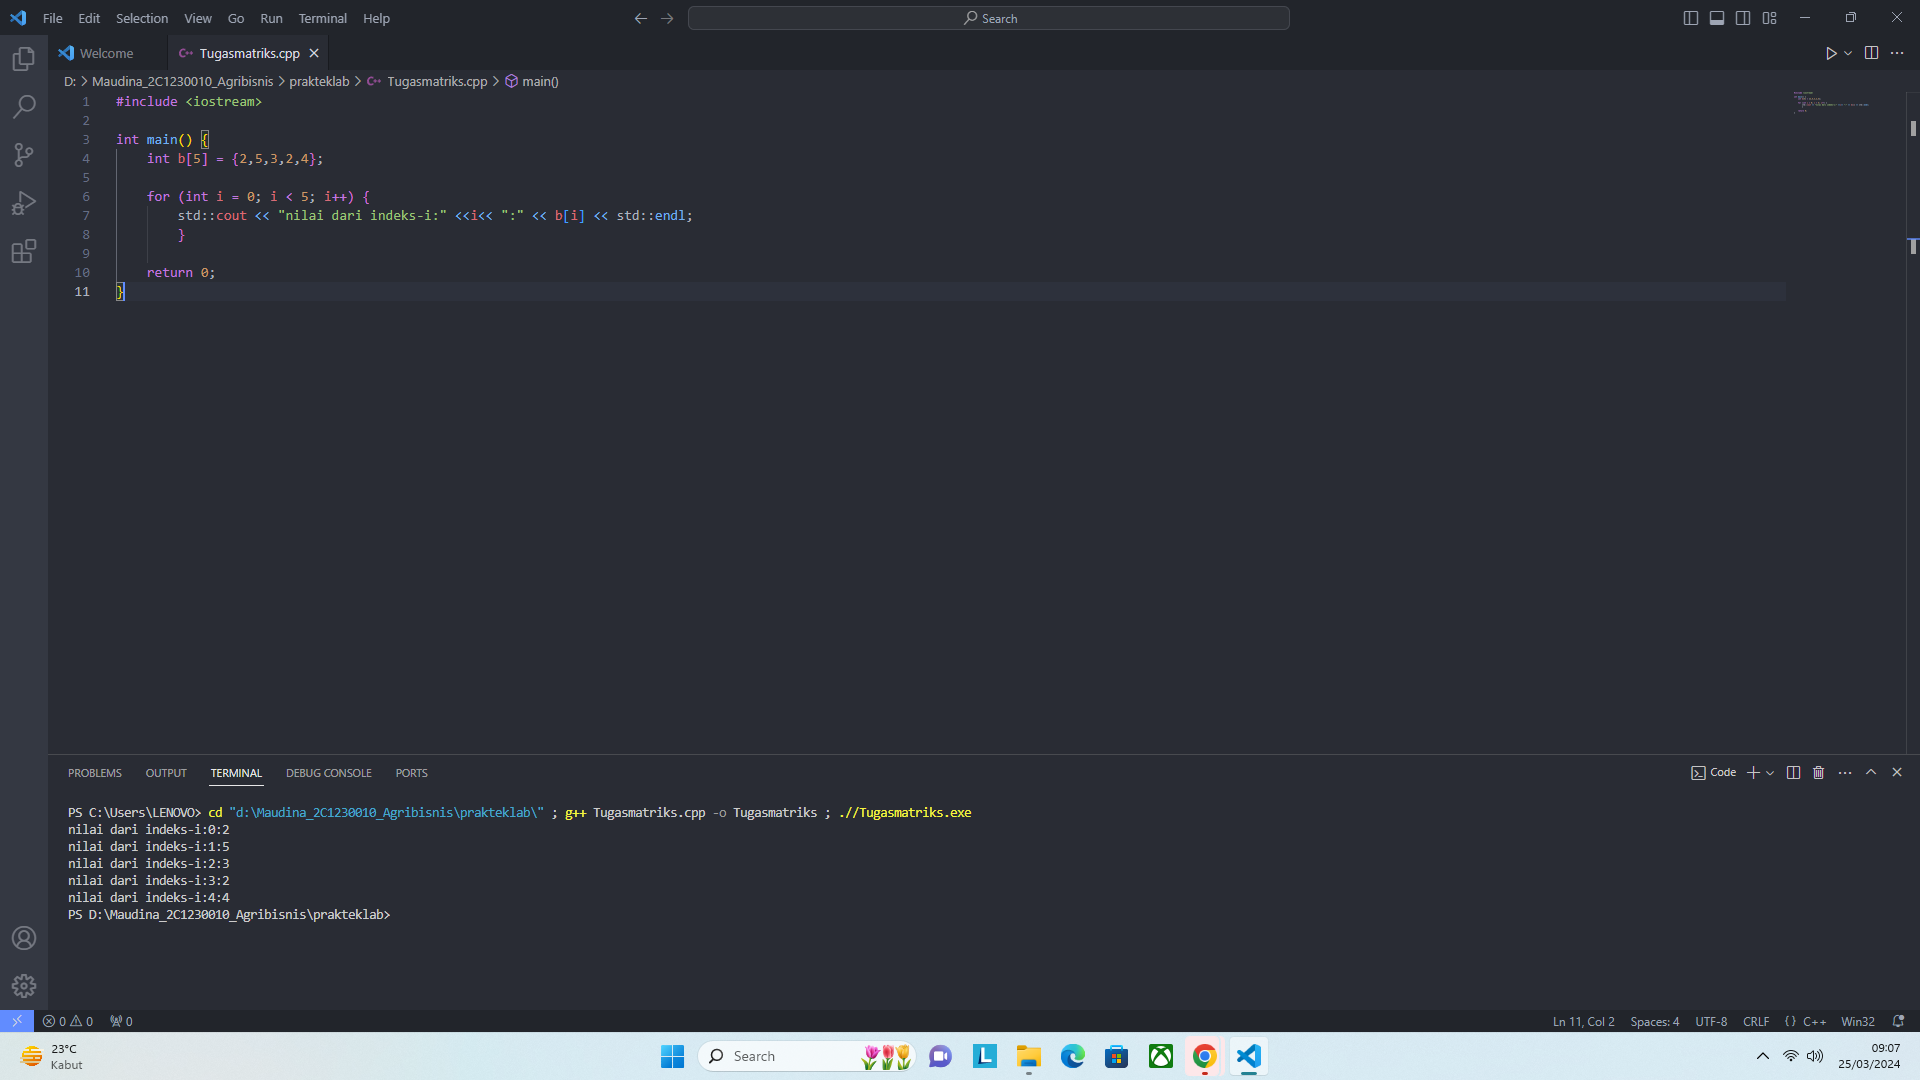 File Edit Selection View Go Run Terminal Help
Search
Welcome
Tugasmatriks.cpp
D: > Maudina_2C1230010_Agribisnis > prakteklab > Tugasmatriks.cpp > main()
1 #include <iostream>
2
3 int main() {
4 int b[5] = {2,5,3,2,4};
5
6 for (int i = 0; i < 5; i++) {
7 std::cout << "nilai dari indeks-i:" <<i<< ":" << b[i] << std::endl;
8 }
9
10 return 0;
11 }
PROBLEMS OUTPUT TERMINAL DEBUG CONSOLE PORTS
Code
PS C:\Users\LENOVO> cd "d:\Maudina_2C1230010_Agribisnis\prakteklab\" ; g++ Tugasmatriks.cpp -o Tugasmatriks ; .//Tugasmatriks.exe
nilai dari indeks-i:0:2
nilai dari indeks-i:1:5
nilai dari indeks-i:2:3
nilai dari indeks-i:3:2
nilai dari indeks-i:4:4
PS D:\Maudina_2C1230010_Agribisnis\prakteklab>
0 0 0
Ln 11, Col 2 Spaces: 4 UTF-8 CRLF {} C++ Win32
23°C
Kabut
Search
L
09:07
25/03/2024